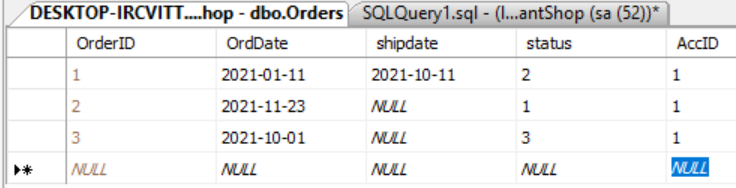 DESKTOP-IRCVITT....hop - dbo.Orders SQLQuery1.sql - (l...antShop (sa (52))*
OrderID OrdDate shipdate status AccID
1 2021-01-11 2021-10-11 2 1
2 2021-11-23 NULL 1 1
3 2021-10-01 NULL 3 1
NULL NULL NULL NULL NULL